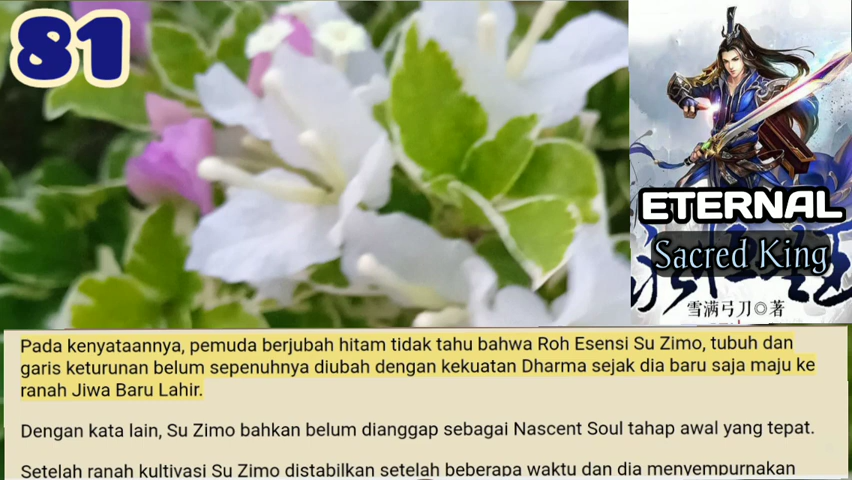 81
ETERNAL
Sacred King
雪满弓刀◎著
Pada kenyataannya, pemuda berjubah hitam tidak tahu bahwa Roh Esensi Su Zimo, tubuh dan
garis keturunan belum sepenuhnya diubah dengan kekuatan Dharma sejak dia baru saja maju ke
ranah Jiwa Baru Lahir.
Dengan kata lain, Su Zimo bahkan belum dianggap sebagai Nascent Soul tahap awal yang tepat.
Setelah ranah kultivasi Su Zimo distabilkan setelah beberapa waktu dan dia menyempurnakan